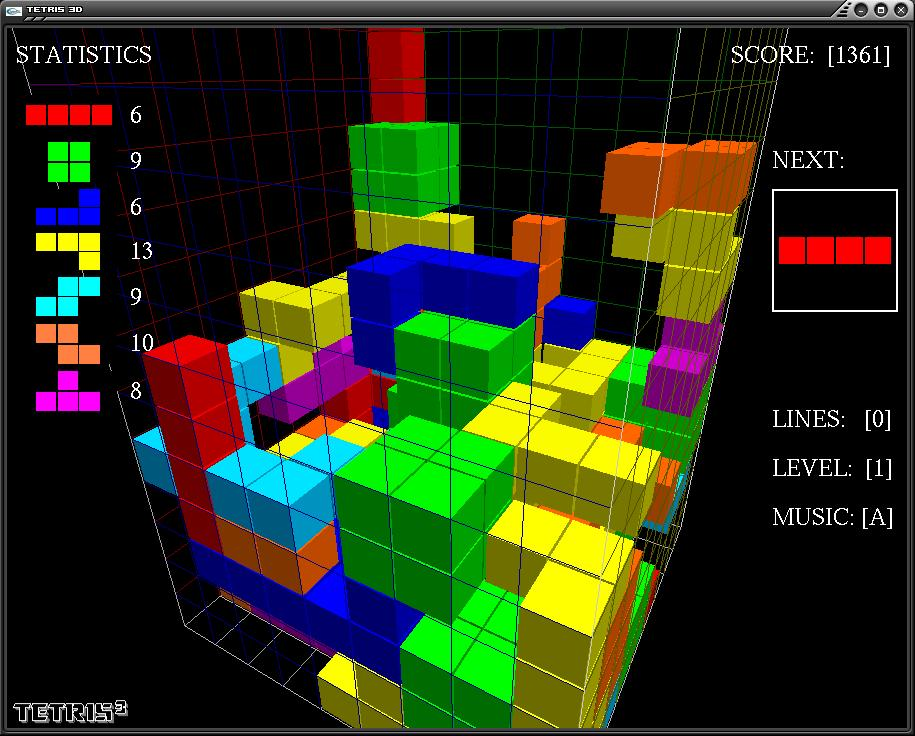 TETRIS 3D
STATISTICS
SCORE: [1361]
6
9
6
13
9
10
8
NEXT:
LINES: [0]
LEVEL: [1]
MUSIC: [A]
TETRIS3